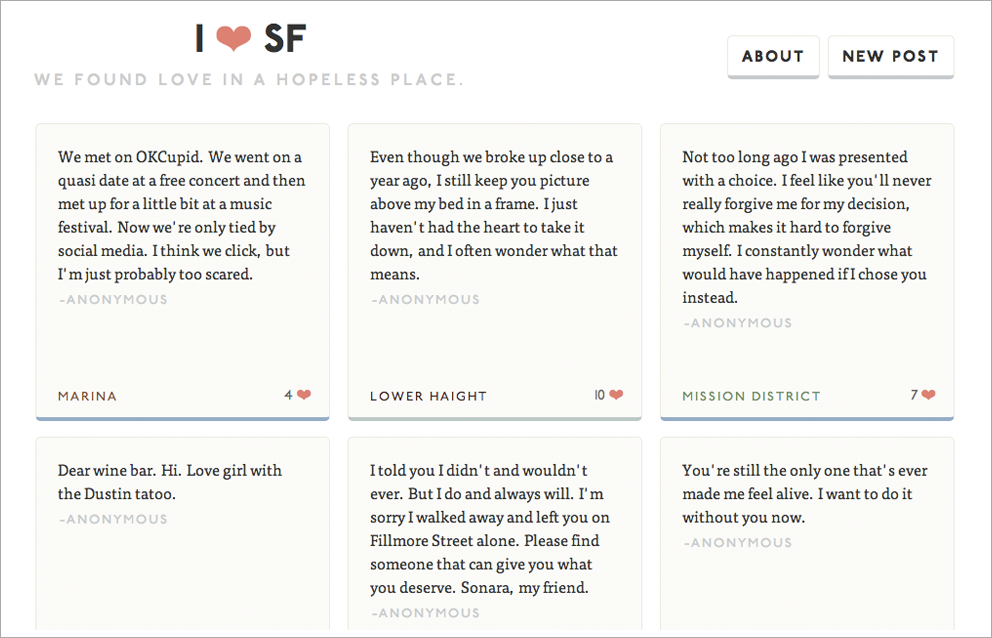 I ❤ SF
WE FOUND LOVE IN A HOPELESS PLACE.
ABOUT
NEW POST
We met on OKCupid. We went on a
quasi date at a free concert and then
met up for a little bit at a music
festival. Now we're only tied by
social media. I think we click, but
I'm just probably too scared.
-ANONYMOUS
MARINA
4 ❤
Even though we broke up close to a
year ago, I still keep you picture
above my bed in a frame. I just
haven't had the heart to take it
down, and I often wonder what that
means.
-ANONYMOUS
LOWER HAIGHT
10 ❤
Not too long ago I was presented
with a choice. I feel like you'll never
really forgive me for my decision,
which makes it hard to forgive
myself. I constantly wonder what
would have happened if I chose you
instead.
-ANONYMOUS
MISSION DISTRICT
7 ❤
Dear wine bar. Hi. Love girl with
the Dustin tatoo.
-ANONYMOUS
I told you I didn't and wouldn't
ever. But I do and always will. I'm
sorry I walked away and left you on
Fillmore Street alone. Please find
someone that can give you what
you deserve. Sonara, my friend.
-ANONYMOUS
You're still the only one that's ever
made me feel alive. I want to do it
without you now.
-ANONYMOUS